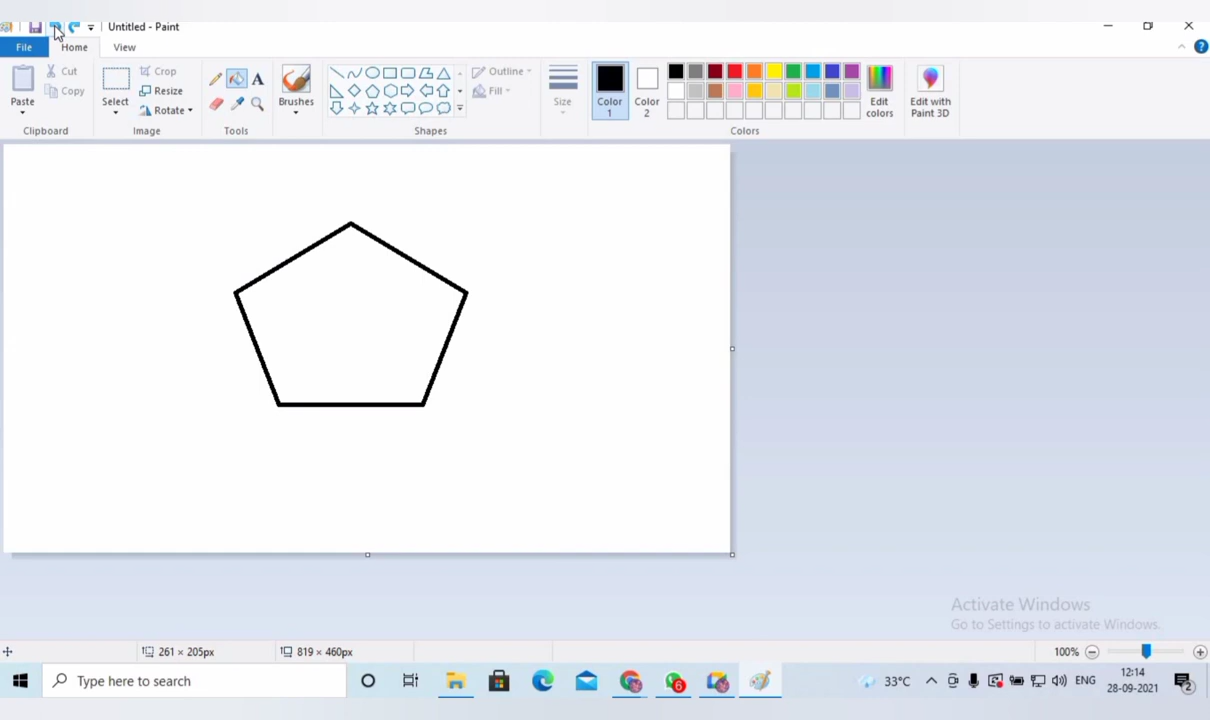 Untitled - Paint
File Home View
Paste
Cut
Copy
Clipboard
Select
Crop
Resize
Rotate
Image
A
Tools
Brushes
Outline
Fill
Shapes
Size
Color 1
Color 2
Edit colors
Colors
Edit with Paint 3D
Activate Windows
Go to Settings to activate Windows.
261 × 205px
819 × 460px
100%
Type here to search
6
33°C
ENG
12:14
28-09-2021
2